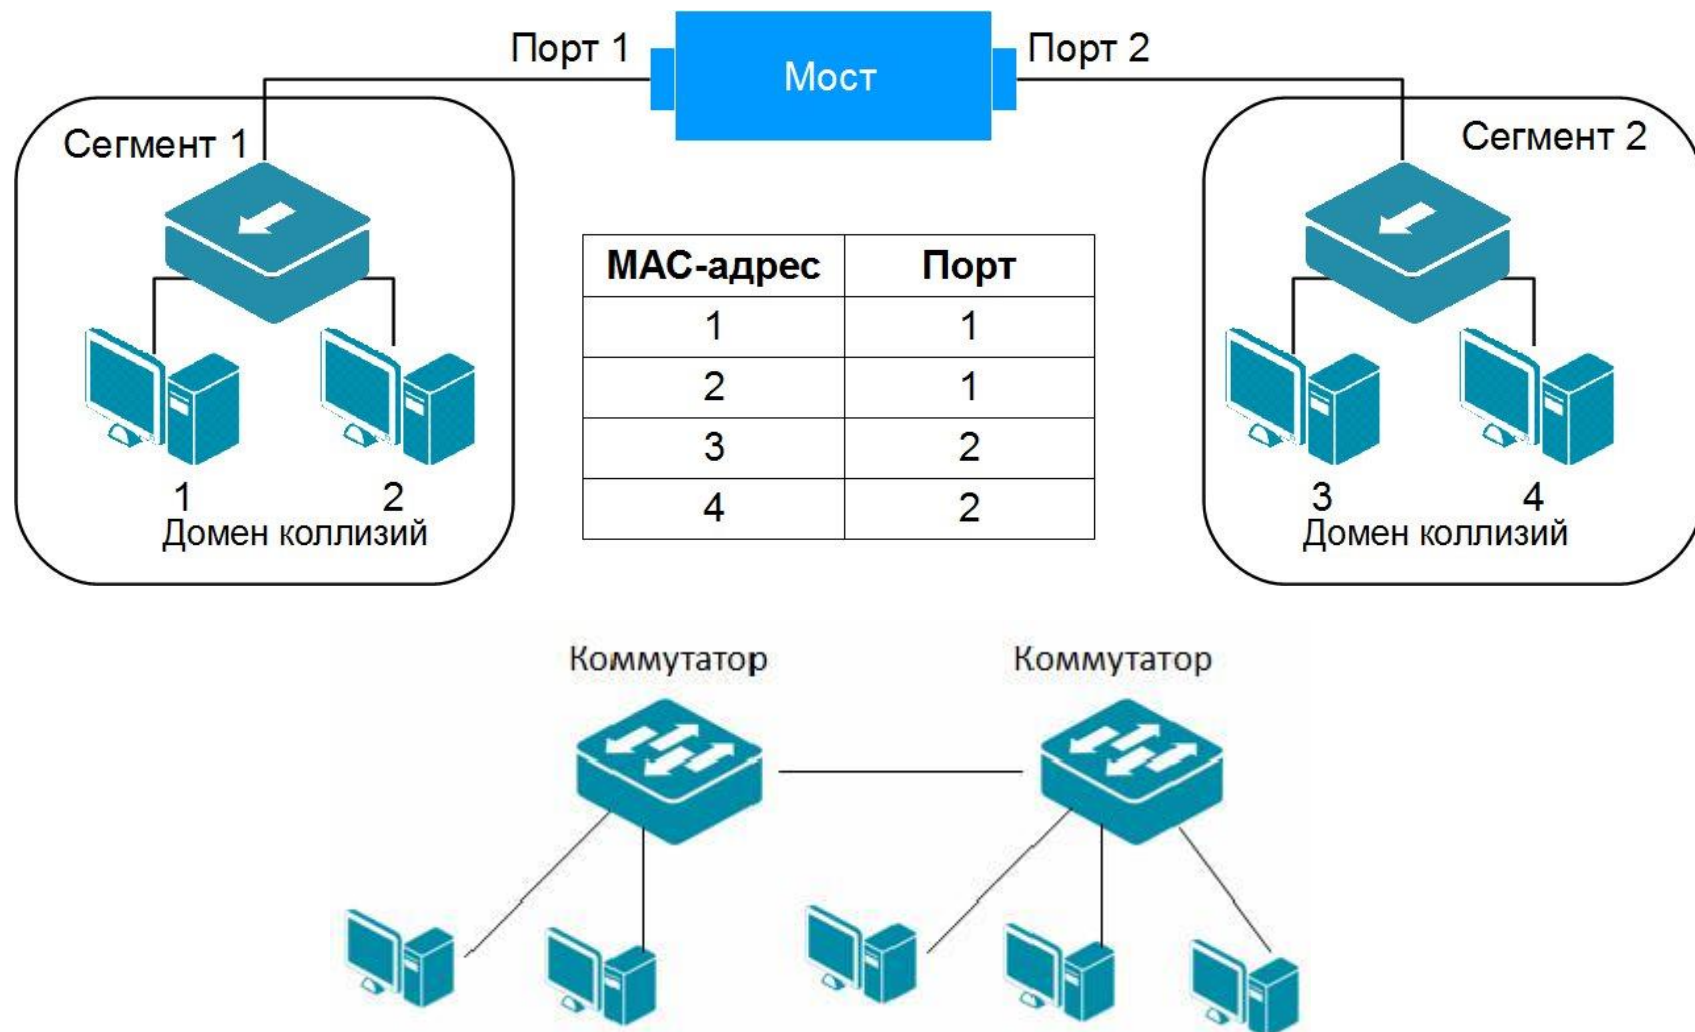 Порт 1
Мост
Порт 2
Сегмент 1
Сегмент 2
МАС-адрес Порт
1 1
2 1
3 2
4 2
1 2
Домен коллизий
3 4
Домен коллизий
Коммутатор Коммутатор